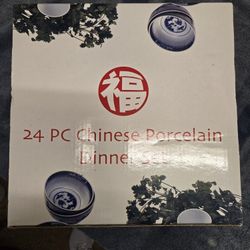 福
24 PC Chinese Porcelain
Dinner Set